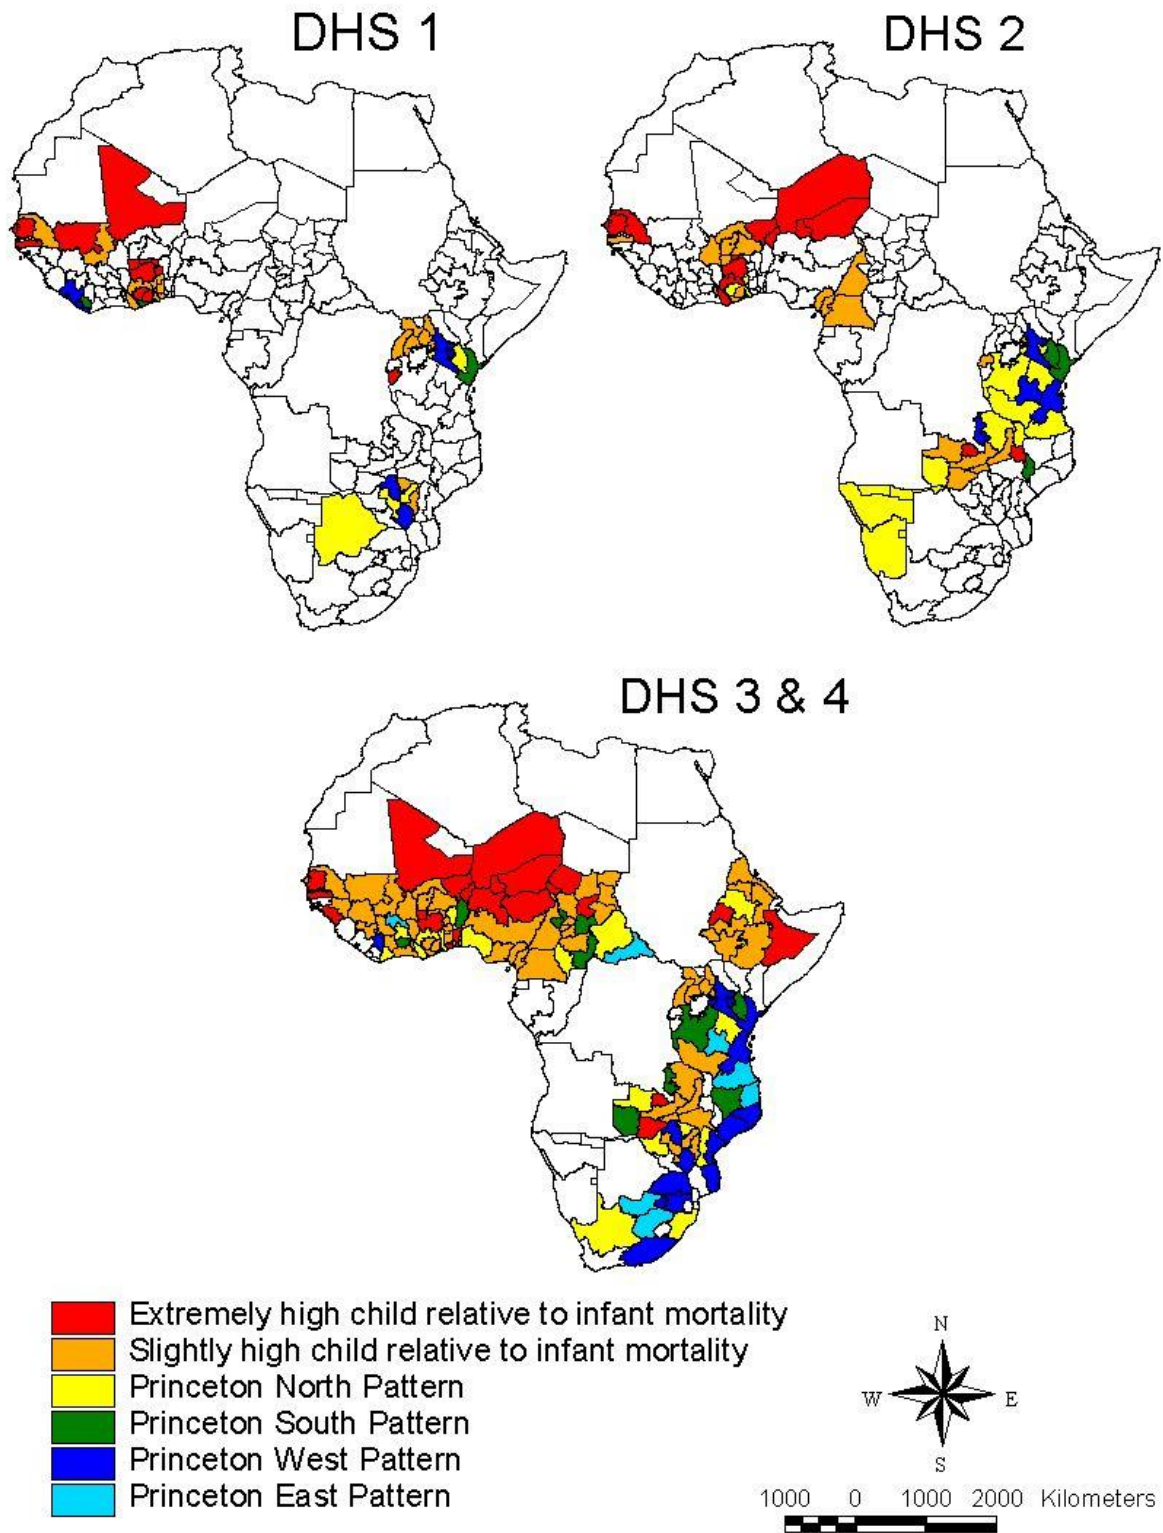 DHS 1
DHS 2
DHS 3 & 4
Extremely high child relative to infant mortality
Slightly high child relative to infant mortality
Princeton North Pattern
Princeton South Pattern
Princeton West Pattern
Princeton East Pattern
N
W E
S
1000 0 1000 2000 Kilometers